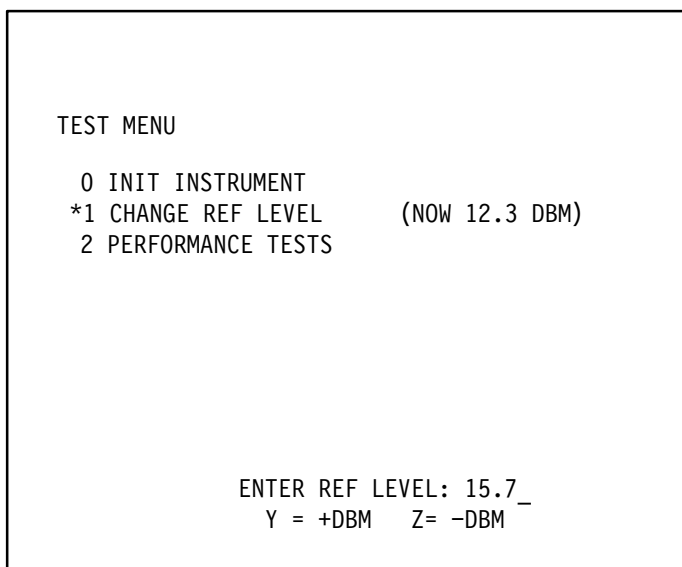 TEST MENU
0 INIT INSTRUMENT
*1 CHANGE REF LEVEL (NOW 12.3 DBM)
2 PERFORMANCE TESTS
ENTER REF LEVEL: 15.7_
Y = +DBM Z= −DBM